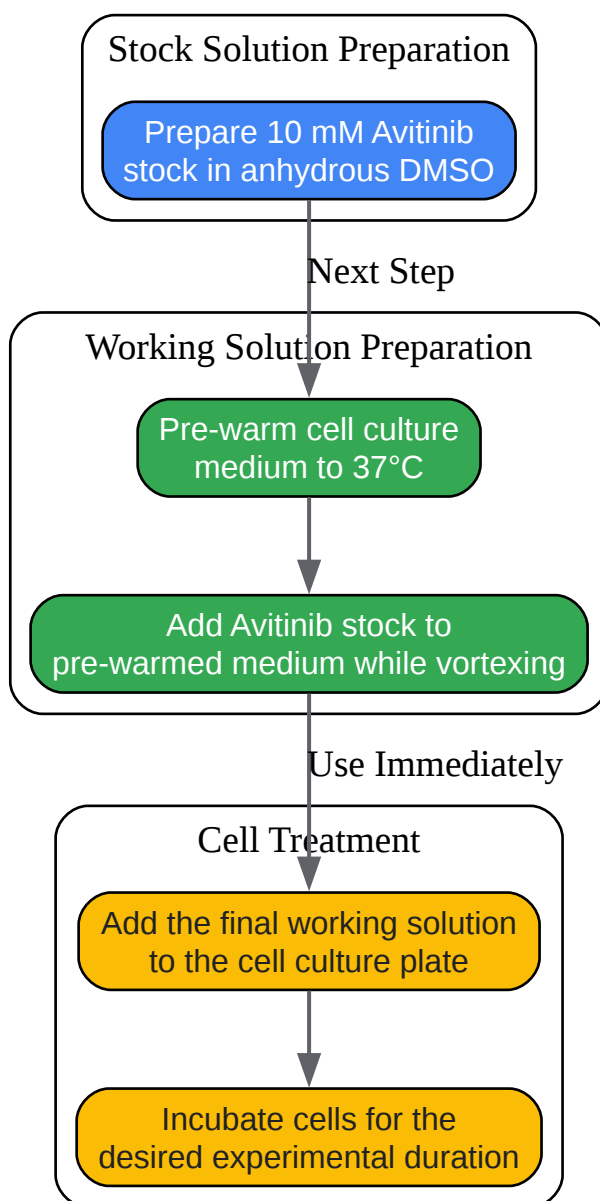 Stock Solution Preparation
Prepare 10 mM Avitinib
stock in anhydrous DMSO
Next Step
Working Solution Preparation
Pre-warm cell culture
medium to 37°C
Add Avitinib stock to
pre-warmed medium while vortexing
Use Immediately
Cell Treatment
Add the final working solution
to the cell culture plate
Incubate cells for the
desired experimental duration